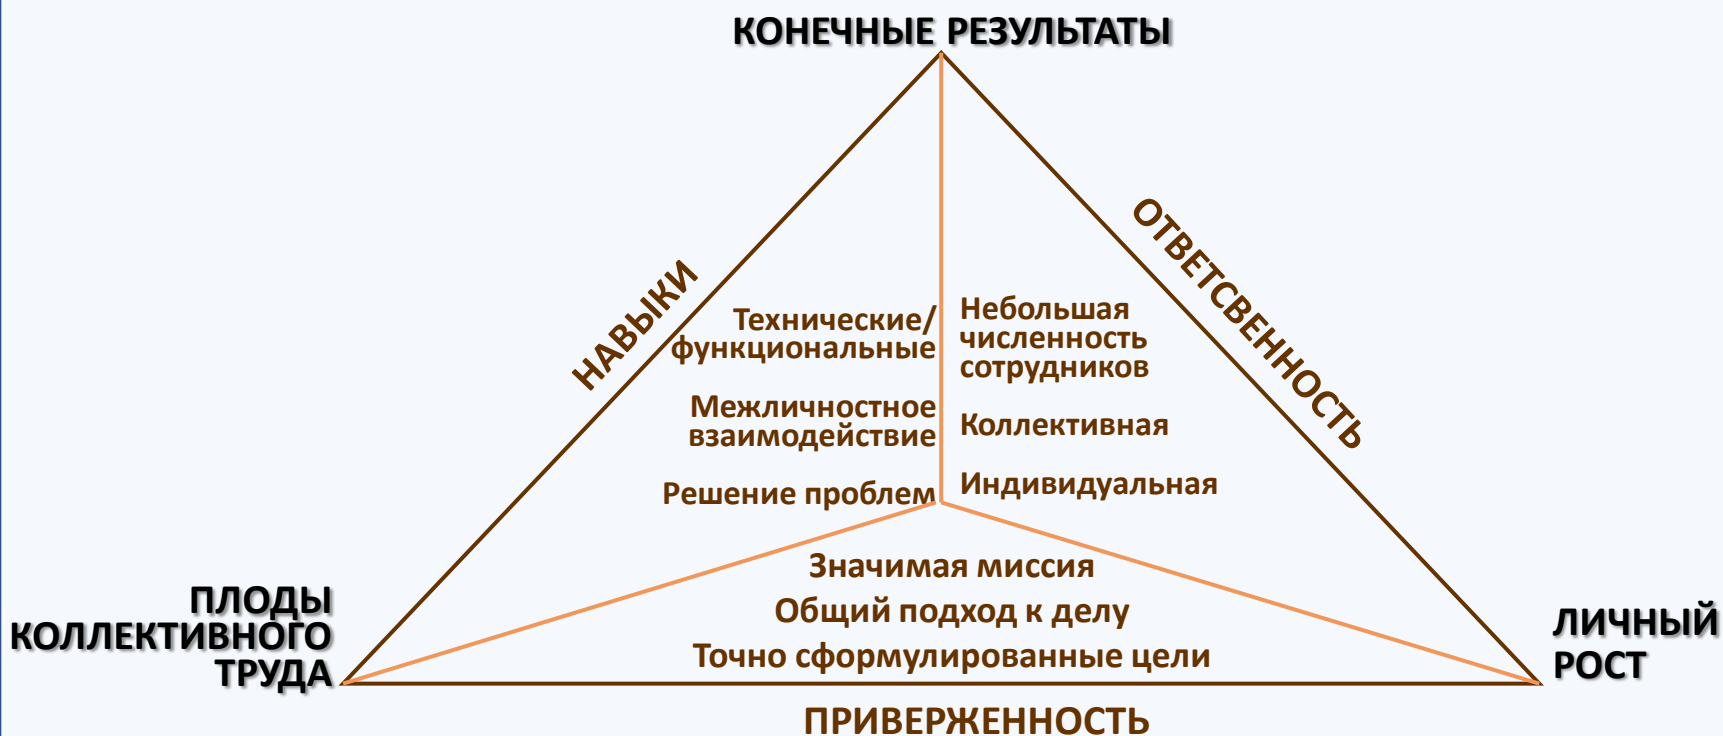 КОНЕЧНЫЕ РЕЗУЛЬТАТЫ
НАВЫКИ
ОТВЕТСВЕННОСТЬ
Технические/
функциональные
Межличностное
взаимодействие
Решение проблем
Небольшая
численность
сотрудников
Коллективная
Индивидуальная
Значимая миссия
Общий подход к делу
Точно сформулированные цели
ПЛОДЫ
КОЛЛЕКТИВНОГО
ТРУДА
ЛИЧНЫЙ
РОСТ
ПРИВЕРЖЕННОСТЬ